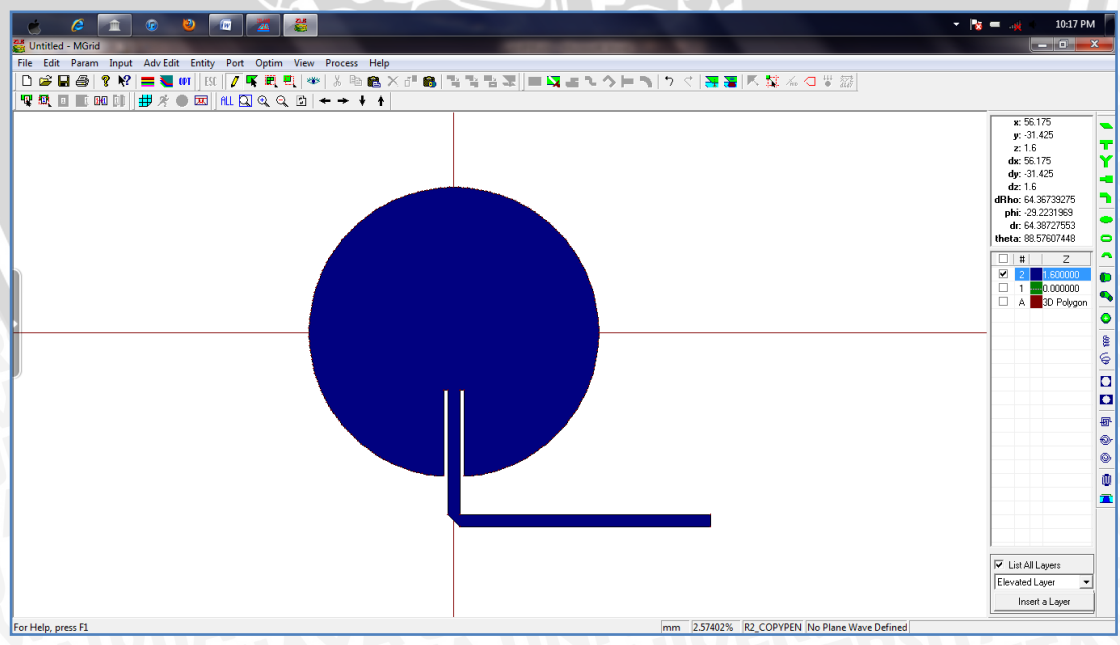 10:17 PM
Untitled - MGrid
File Edit Param Input Adv Edit Entity Port Optim View Process Help
OPT ESC
ALL
x: 56.175
y: -31.425
z: 1.6
dx: 56.175
dy: -31.425
dz: 1.6
dRho: 64.36739275
phi: -29.2231969
dr: 64.38727553
theta: 88.57607448
# Z
2 1.600000
1 0.000000
A 3D Polygon
List All Layers
Elevated Layer
Insert a Layer
For Help, press F1 mm 2.57402% R2_COPYPEN No Plane Wave Defined